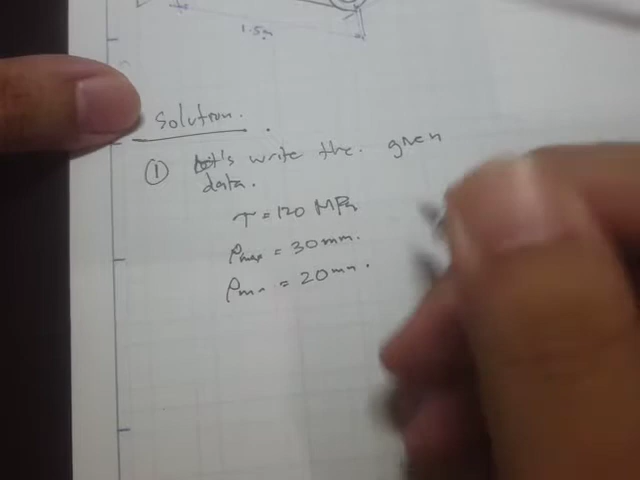 1.5m
Solution.
① Let's write the given
data.
τ = 120 MPa
ρmax = 30mm.
ρmin = 20mm.